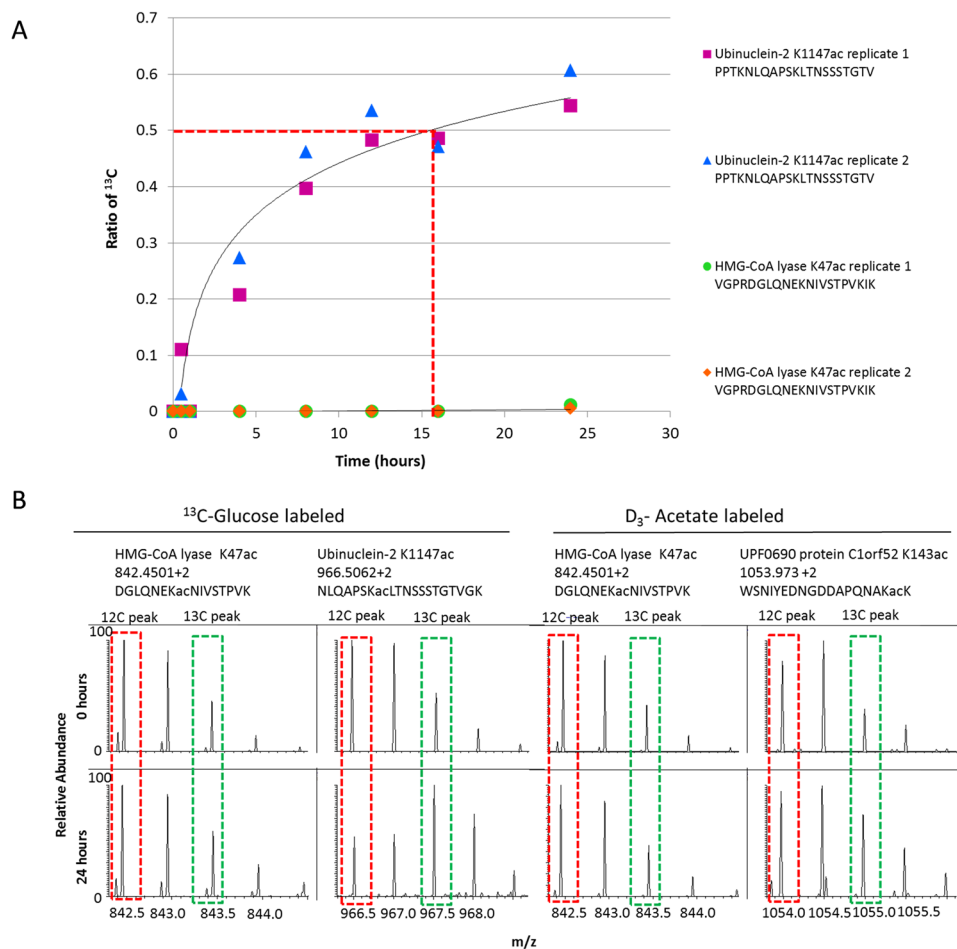 A
0.7
0.6
0.5
0.4
0.3
0.2
0.1
0
Ratio of 13C
0 5 10 15 20 25 30
Time (hours)
Ubinuclein-2 K1147ac replicate 1
PPTKNLQAPSKLTNSSSTGTV
Ubinuclein-2 K1147ac replicate 2
PPTKNLQAPSKLTNSSSTGTV
HMG-CoA lyase K47ac replicate 1
VGPRDGLQNEKNIVSTPVKIK
HMG-CoA lyase K47ac replicate 2
VGPRDGLQNEKNIVSTPVKIK
B
13C-Glucose labeled
D3- Acetate labeled
HMG-CoA lyase K47ac
842.4501+2
DGLQNEKacNIVSTPVK
Ubinuclein-2 K1147ac
966.5062+2
NLQAPSKacLTNSSSTGTVGK
HMG-CoA lyase K47ac
842.4501+2
DGLQNEKacNIVSTPVK
UPF0690 protein C1orf52 K143ac
1053.973 +2
WSNIYEDNGDDAPQNAKacK
12C peak 13C peak 12C peak 13C peak 12C peak 13C peak 12C peak 13C peak
100
0
0 hours
100
0
24 hours
Relative Abundance
842.5 843.0 843.5 844.0
966.5 967.0 967.5 968.0
842.5 843.0 843.5 844.0
1054.0 1054.5 1055.0 1055.5
m/z